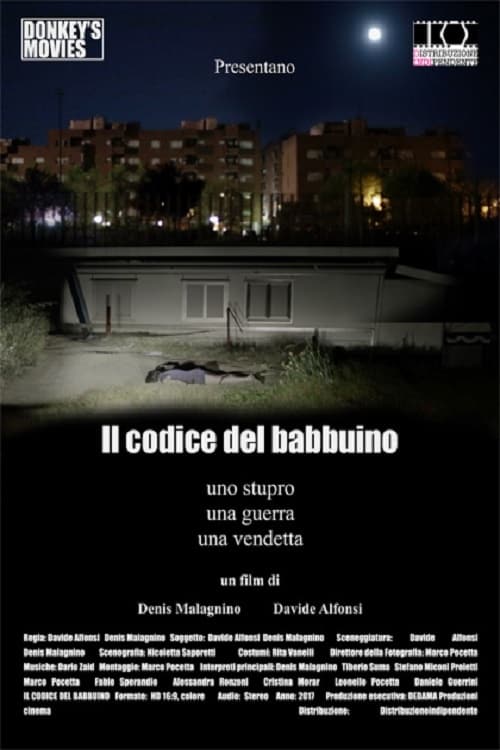 DONKEY'S
MOVIES
DISTRIBUZIONE
INDIPENDENTE
Presentano
Il codice del babbuino
uno stupro
una guerra
una vendetta
un film di
Denis Malagnino Davide Alfonsi
Regia: Davide Alfonsi Denis Malagnino Soggetto: Davide Alfonsi Denis Malagnino Sceneggiatura: Davide Alfonsi
Denis Malagnino Scenografia: Nicoletta Saporetti Costumi: Rita Vanelli Direttore della Fotografia: Marco Pocetta
Musiche: Dario Zaid Montaggio: Marco Pocetta Interpreti principali: Denis Malagnino Tiberio Suma Stefano Miconi Proietti
Marco Pocetta Fabio Sperandio Alessandra Ronzoni Cristina Morar Leonello Pocetta Daniele Guerrini
IL CODICE DEL BABBUINO Formato: HD 16:9, colore Audio: Stereo Anno: 2017 Produzione esecutiva: DEDAMA Produzioni
cinema Distribuzione: Distribuzioneindipendente